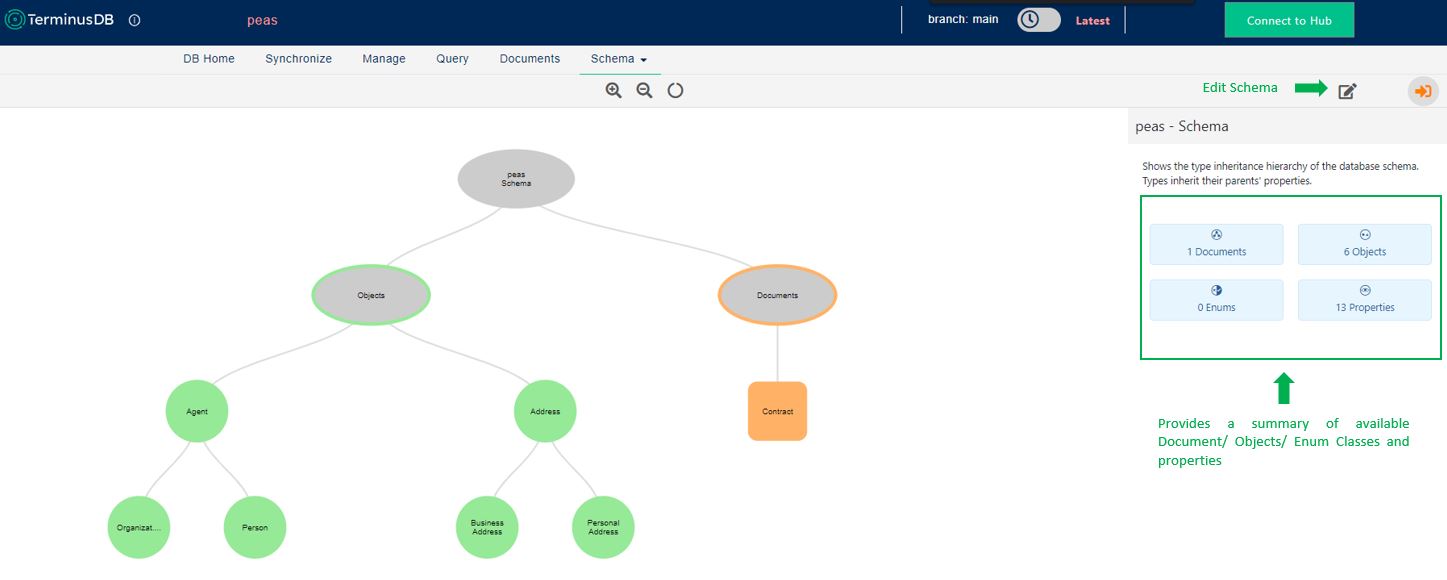 TerminusDB
peas
branch: main
Latest
Connect to Hub
DB Home
Synchronize
Manage
Query
Documents
Schema
Edit Schema
peas - Schema
Shows the type inheritance hierarchy of the database schema.
Types inherit their parents' properties.
1 Documents
6 Objects
0 Enums
13 Properties
Provides a summary of available
Document/ Objects/ Enum Classes and
properties
peas
Schema
Objects
Documents
Agent
Address
Contract
Organizat....
Person
Business
Address
Personal
Address